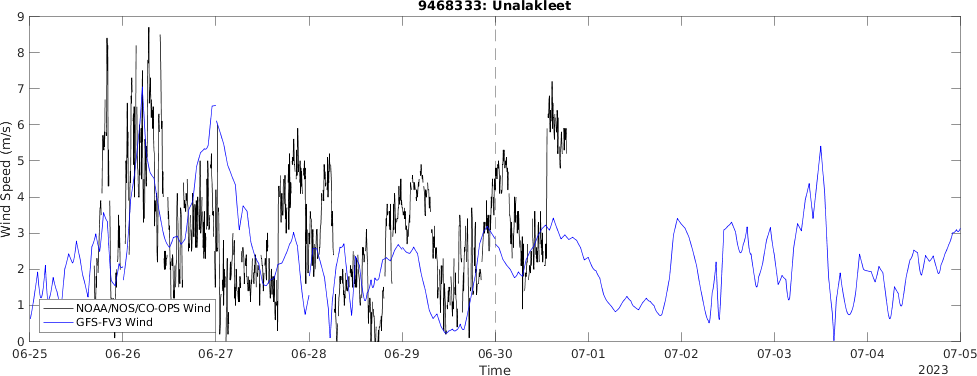 9468333: Unalakleet
Wind Speed (m/s)
9
8
7
6
5
4
3
2
1
0
NOAA/NOS/CO-OPS Wind
GFS-FV3 Wind
06-25 06-26 06-27 06-28 06-29 06-30 07-01 07-02 07-03 07-04 07-05
Time
2023